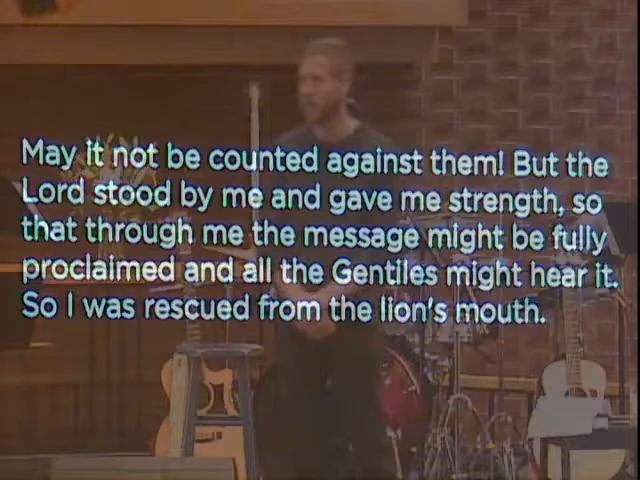 May it not be counted against them! But the
Lord stood by me and gave me strength, so
that through me the message might be fully
proclaimed and all the Gentiles might hear it.
So I was rescued from the lion's mouth.